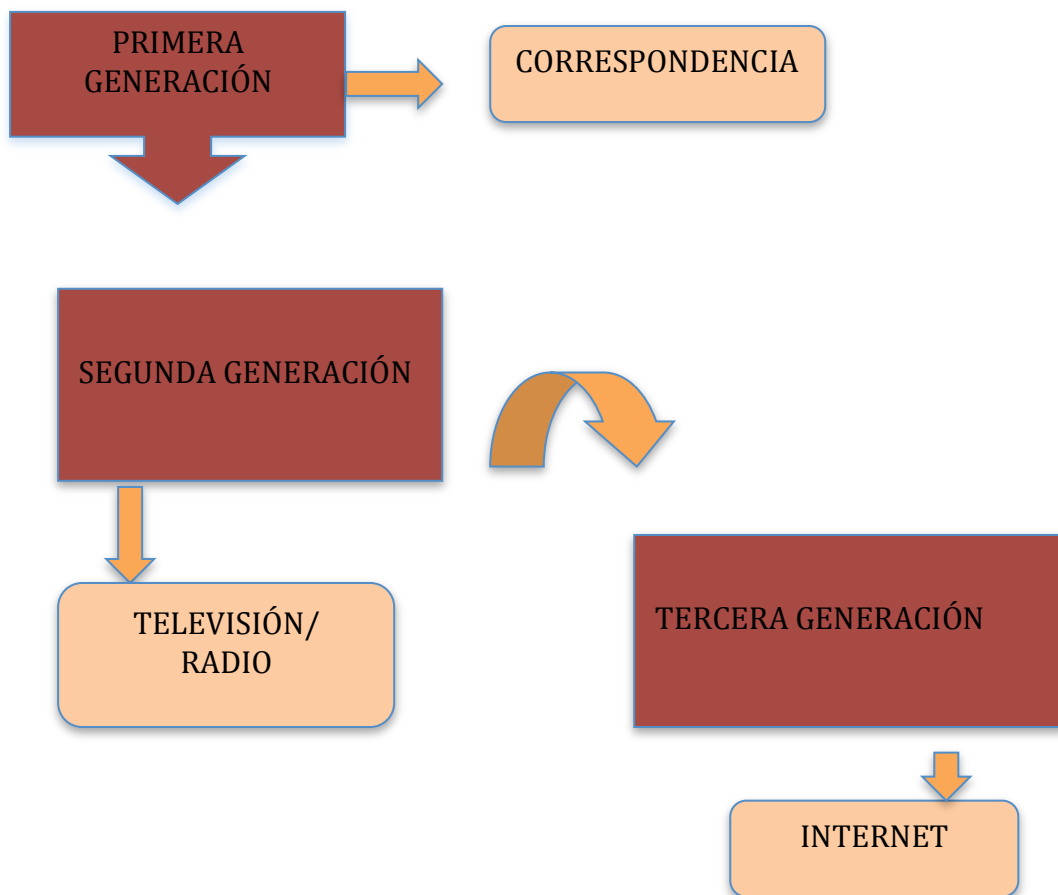 PRIMERA
GENERACIÓN
CORRESPONDENCIA
SEGUNDA GENERACIÓN
TELEVISIÓN/
RADIO
TERCERA GENERACIÓN
INTERNET